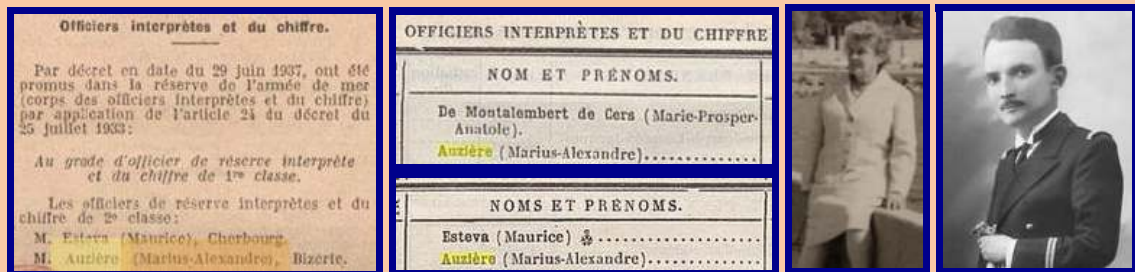 Officiers interprètes et du chiffre.
Par décret en date du 29 juin 1937, ont été
promus dans la réserve de l'armée de mer
(corps des officiers interprètes et du chiffre)
par application de l'article 24 du décret du
25 juillet 1933:
Au grade d'officier de réserve interprète
et du chiffre de 1re classe.
Les officiers de réserve interprètes et du
chiffre de 2e classe:
M. Esteva (Maurice), Cherbourg.
M. Auzière (Marius-Alexandre), Bizerte.
OFFICIERS INTERPRÈTES ET DU CHIFFRE
NOM ET PRÉNOMS.
De Montalembert de Cers (Marie-Prosper-
Anatole).
Auzière (Marius-Alexandre)..............
NOMS ET PRÉNOMS.
Esteva (Maurice) ....................
Auzière (Marius-Alexandre)..............